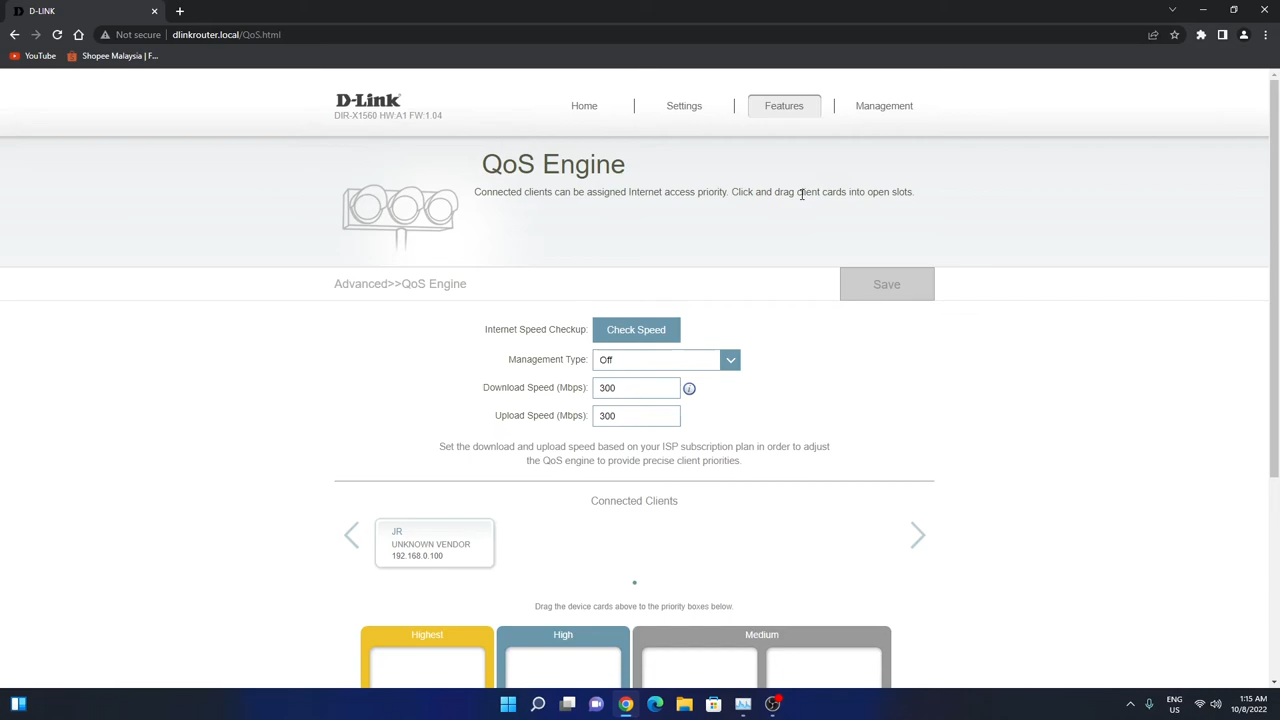 D-LINK
Not secure
dlinkrouter.local/QoS.html
YouTube
Shopee Malaysia | F...
D-Link
DIR-X1560 HW:A1 FW:1.04
Home
Settings
Features
Management
QoS Engine
Connected clients can be assigned Internet access priority. Click and drag client cards into open slots.
Advanced>>QoS Engine
Save
Internet Speed Checkup: Check Speed
Management Type: Off
Download Speed (Mbps): 300 i
Upload Speed (Mbps): 300
Set the download and upload speed based on your ISP subscription plan in order to adjust
the QoS engine to provide precise client priorities.
Connected Clients
JR
UNKNOWN VENDOR
192.168.0.100
Drag the device cards above to the priority boxes below.
Highest
High
Medium
ENG
US
1:15 AM
10/8/2022